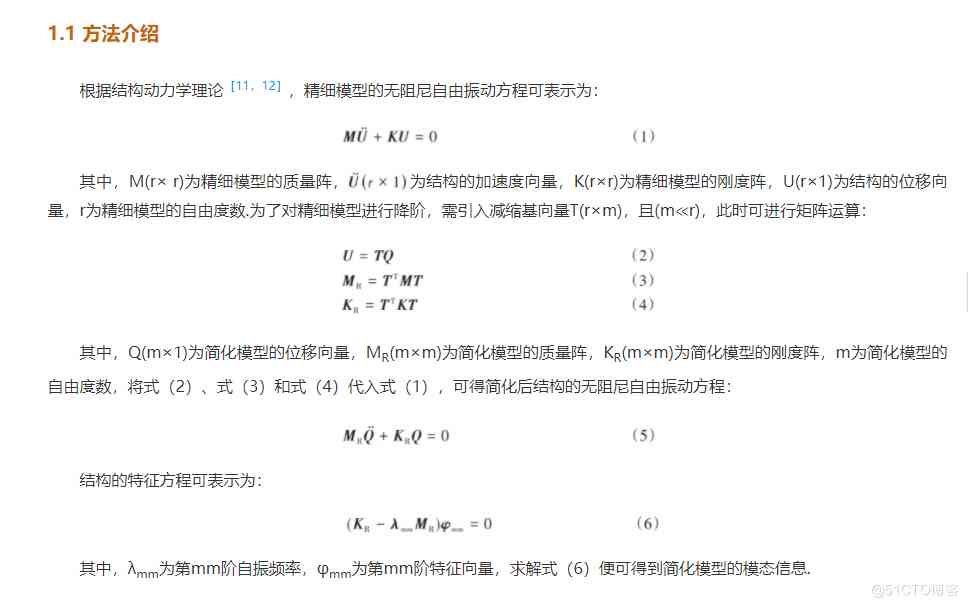 1.1 方法介绍
根据结构动力学理论 [11, 12] ，精细模型的无阻尼自由振动方程可表示为：
MÜ + KU = 0 (1)
其中，M(r× r)为精细模型的质量阵，Ü(r × 1)为结构的加速度向量，K(r×r)为精细模型的刚度阵，U(r×1)为结构的位移向
量，r为精细模型的自由度数.为了对精细模型进行降阶，需引入减缩基向量T(r×m)，且(m≪r)，此时可进行矩阵运算：
U = TQ (2)
M_R = T^T MT (3)
K_R = T^T KT (4)
其中，Q(m×1)为简化模型的位移向量，M_R(m×m)为简化模型的质量阵，K_R(m×m)为简化模型的刚度阵，m为简化模型的
自由度数，将式（2）、式（3）和式（4）代入式（1），可得简化后结构的无阻尼自由振动方程：
M_R Q̈ + K_R Q = 0 (5)
结构的特征方程可表示为：
(K_R − λ_mm M_R)φ_mm = 0 (6)
其中，λ_mm为第mm阶自振频率，φ_mm为第mm阶特征向量，求解式（6）便可得到简化模型的模态信息.
@51CTO博客